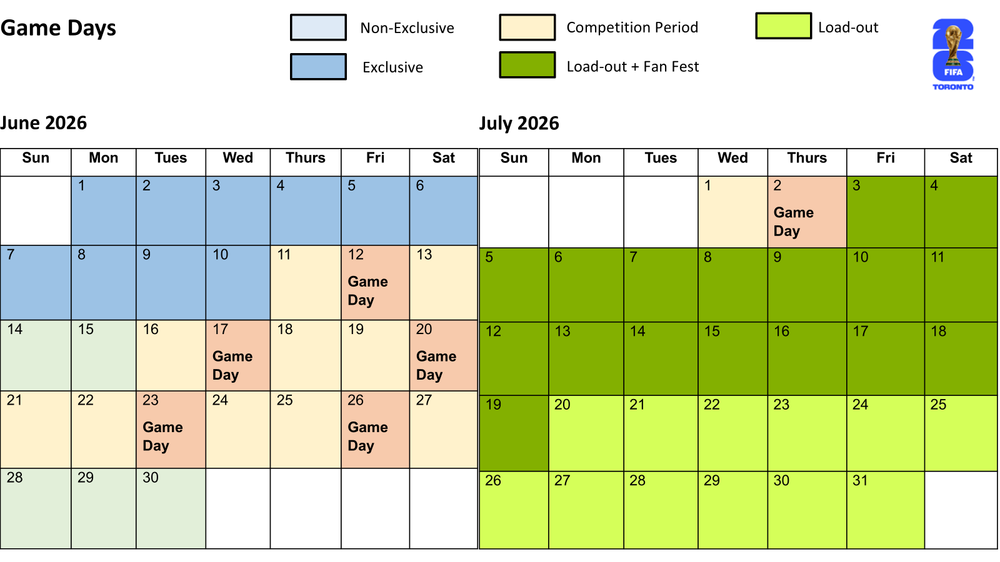 Game Days
Non-Exclusive
Competition Period
Load-out
Exclusive
Load-out + Fan Fest
26
FIFA
TORONTO
June 2026
Sun Mon Tues Wed Thurs Fri Sat
1 2 3 4 5 6
7 8 9 10 11 12 13
Game
Day
14 15 16 17 18 19 20
Game Game
Day Day
21 22 23 24 25 26 27
Game Game
Day Day
28 29 30
July 2026
Sun Mon Tues Wed Thurs Fri Sat
1 2 3 4
Game
Day
5 6 7 8 9 10 11
12 13 14 15 16 17 18
19 20 21 22 23 24 25
26 27 28 29 30 31